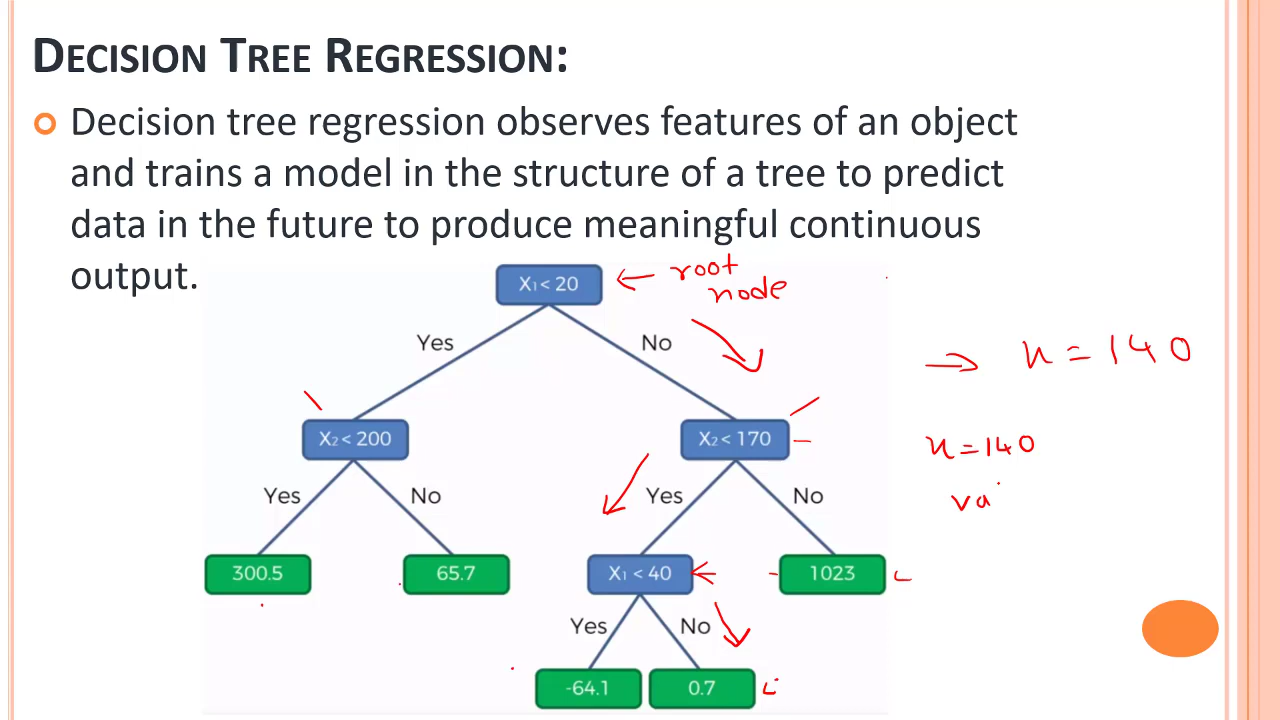 DECISION TREE REGRESSION:
Decision tree regression observes features of an object
and trains a model in the structure of a tree to predict
data in the future to produce meaningful continuous
output.
X1 < 20
← root
node
Yes
No
→ x = 140
X2 < 200
X2 < 170
x = 140
Yes
No
Yes
No
va
300.5
65.7
X1 < 40
1023
Yes
No
-64.1
0.7